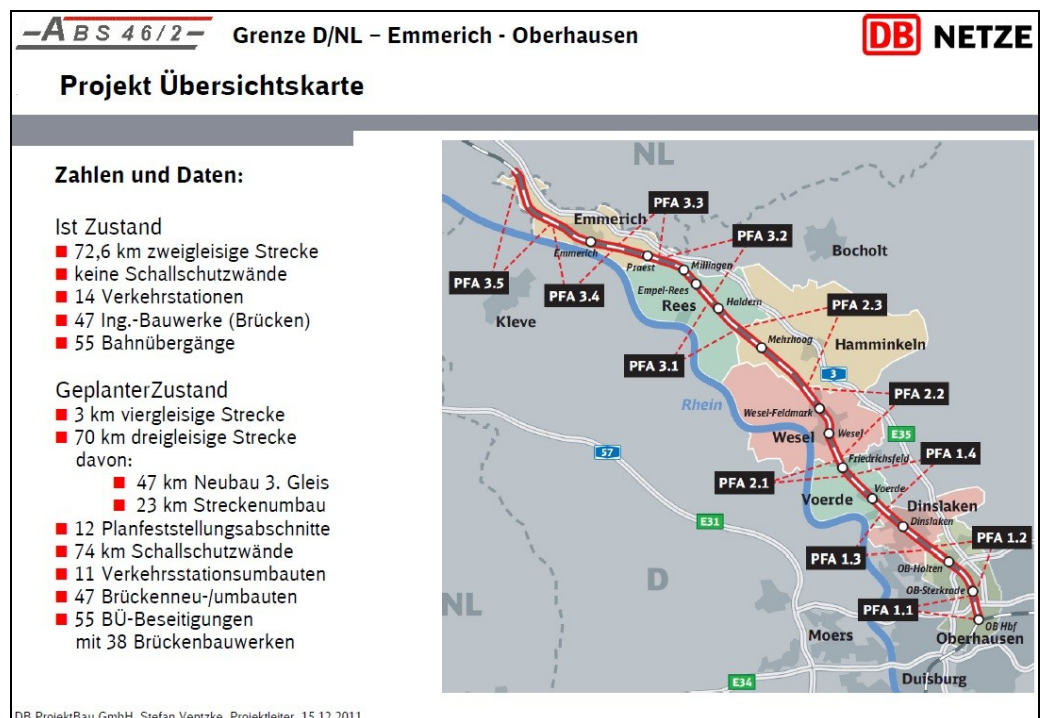 ABS 46/2
Grenze D/NL – Emmerich - Oberhausen
DB NETZE
Projekt Übersichtskarte
Zahlen und Daten:
Ist Zustand
72,6 km zweigleisige Strecke
keine Schallschutzwände
14 Verkehrstationen
47 Ing.-Bauwerke (Brücken)
55 Bahnübergänge
GeplanterZustand
3 km viergleisige Strecke
70 km dreigleisige Strecke
davon:
47 km Neubau 3. Gleis
23 km Streckenumbau
12 Planfeststellungsabschnitte
74 km Schallschutzwände
11 Verkehrsstationsumbauten
47 Brückenneu-/umbauten
55 BÜ-Beseitigungen
mit 38 Brückenbauwerken
NL
PFA 3.3
Emmerich
PFA 3.2
Emmerich
Praest
Millingen
Bocholt
PFA 3.5
PFA 3.4
Empel-Rees
Rees
Haldern
PFA 2.3
Kleve
Mehrhoog
Hamminkeln
PFA 3.1
3
PFA 2.2
Rhein
Wesel-Feldmark
Wesel
Wesel
E35
57
Friedrichsfeld
PFA 1.4
PFA 2.1
Voerde
Voerde
Dinslaken
E31
Dinslaken
PFA 1.2
PFA 1.3
OB-Holten
D
OB-Sterkrade
NL
PFA 1.1
OB Hbf
Moers
Oberhausen
E34
Duisburg
DB ProjektBau GmbH, Stefan Ventzke, Projektleiter, 15.12.2011